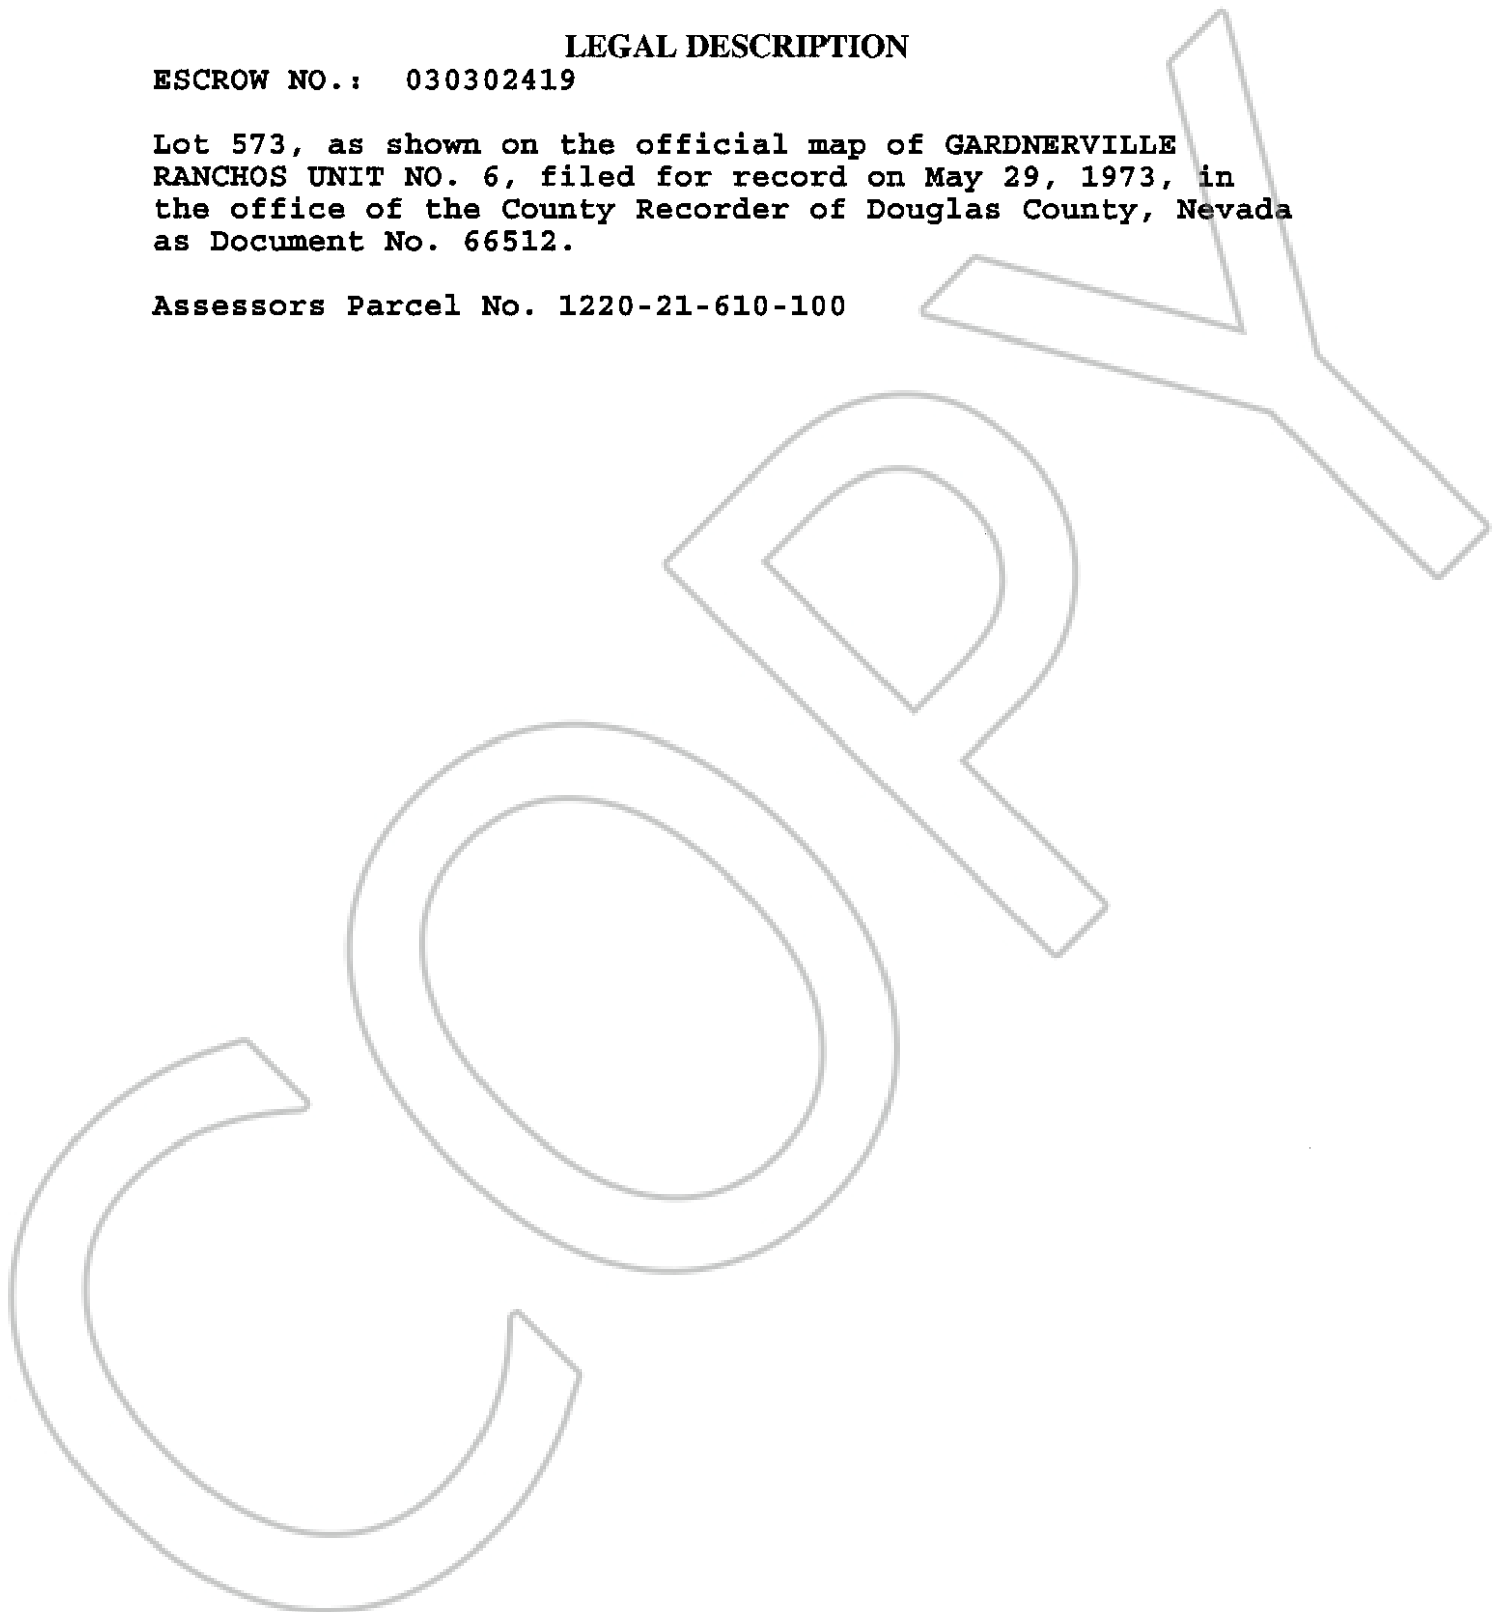 LEGAL DESCRIPTION
ESCROW NO.: 030302419
Lot 573, as shown on the official map of GARDNERVILLE
RANCHOS UNIT NO. 6, filed for record on May 29, 1973, in
the office of the County Recorder of Douglas County, Nevada
as Document No. 66512.
Assessors Parcel No. 1220-21-610-100
COPY